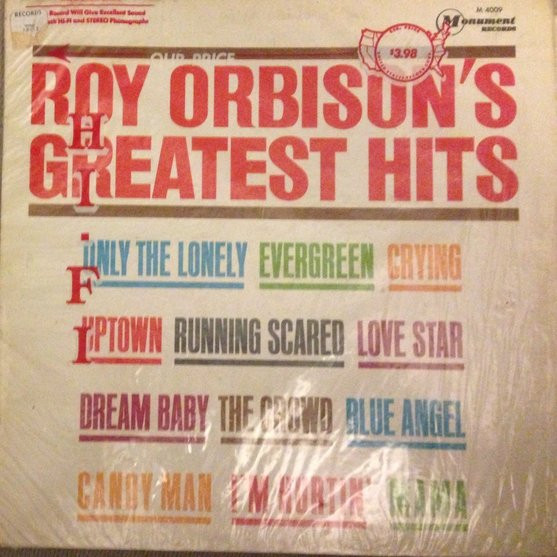 RECORDS
Record Will Give Excellent Sound
HI-FI and STEREO Phonographs
M 4009
Monument
RECORDS
OUR PRICE
$3.98
ROY ORBISON'S
GREATEST HITS
HI-FI
ONLY THE LONELY EVERGREEN CRYING
UPTOWN RUNNING SCARED LOVE STAR
DREAM BABY THE CROWD BLUE ANGEL
CANDY MAN I'M HURTIN' MAMA